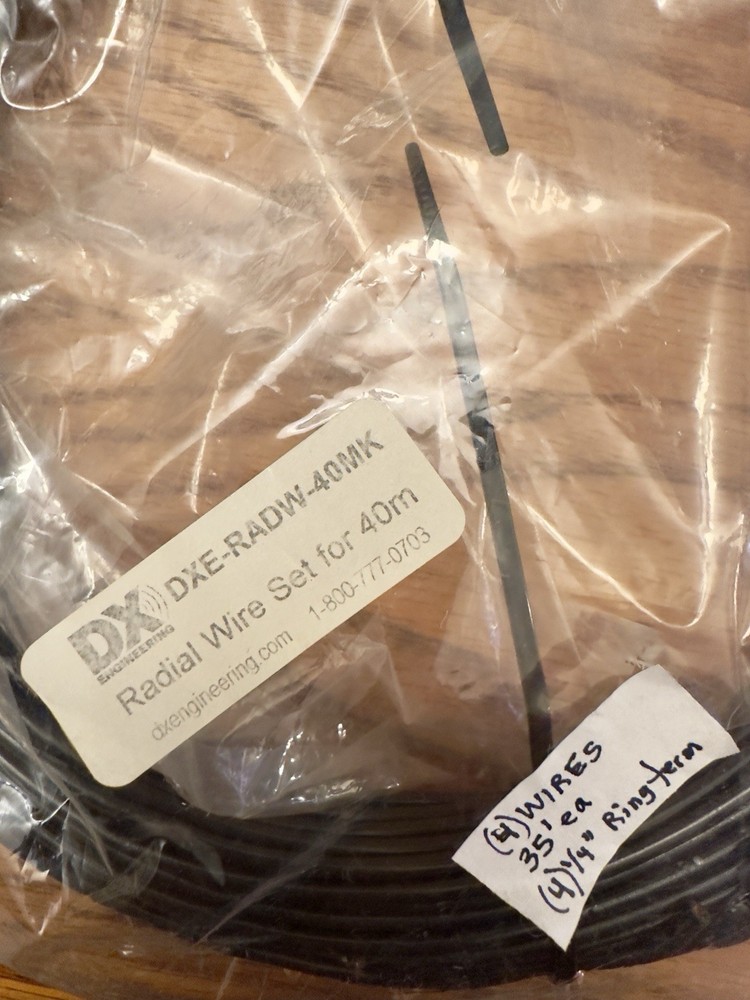 DX ENGINEERING DXE-RADW-40MK
Radial Wire Set for 40m
dxengineering.com 1-800-777-0703
(4) WIRES
35' ea
(4) 1/4" Ring term